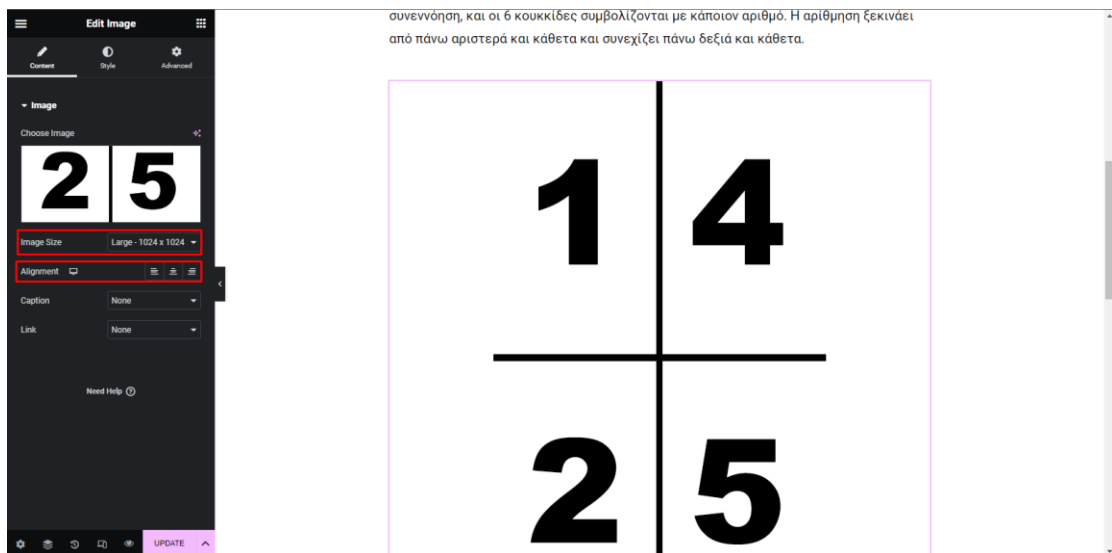 Edit Image
Content Style Advanced
Image
Choose Image
2 5
Image Size Large - 1024 x 1024
Alignment
Caption None
Link None
Need Help
UPDATE
συνεννόηση, και οι 6 κουκκίδες συμβολίζονται με κάποιον αριθμό. Η αρίθμηση ξεκινάει
από πάνω αριστερά και κάθετα και συνεχίζει πάνω δεξιά και κάθετα.
1 4
2 5